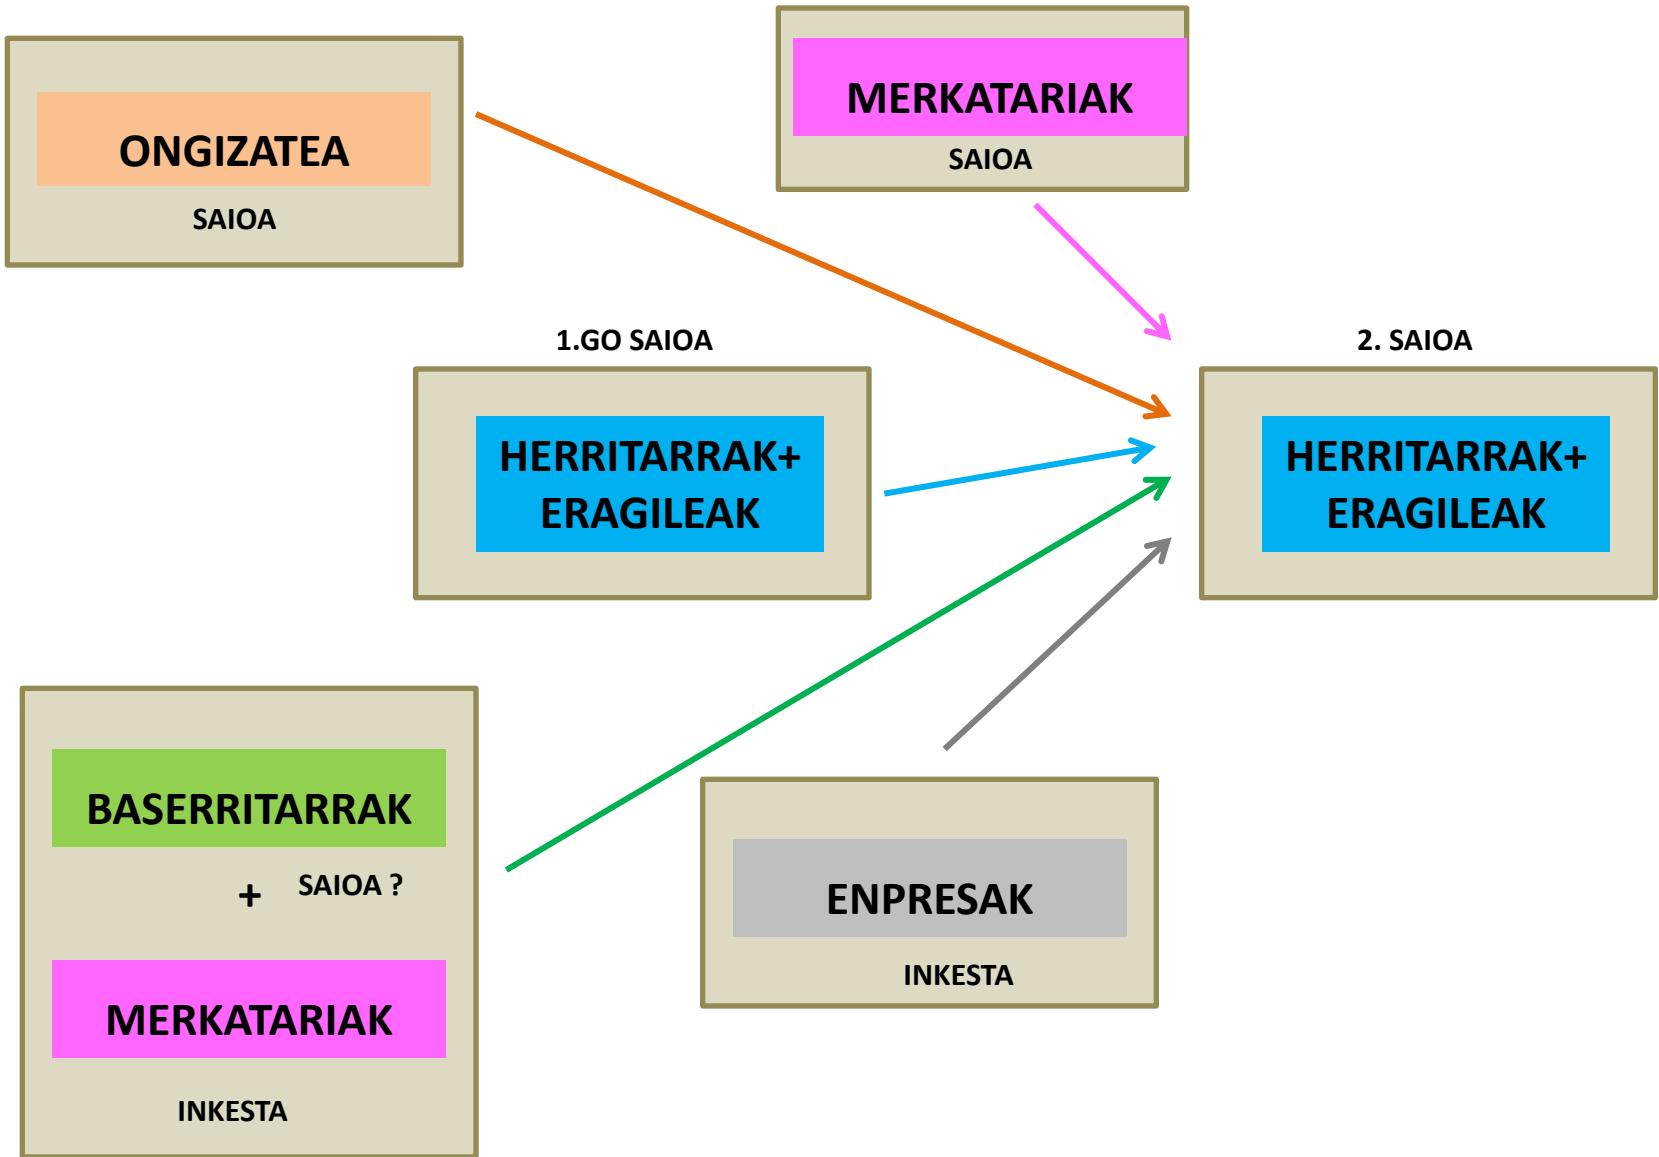 ONGIZATEA
SAIOA
MERKATARIAK
SAIOA
1.GO SAIOA
HERRITARRAK+
ERAGILEAK
2. SAIOA
HERRITARRAK+
ERAGILEAK
BASERRITARRAK
+ SAIOA ?
MERKATARIAK
INKESTA
ENPRESAK
INKESTA